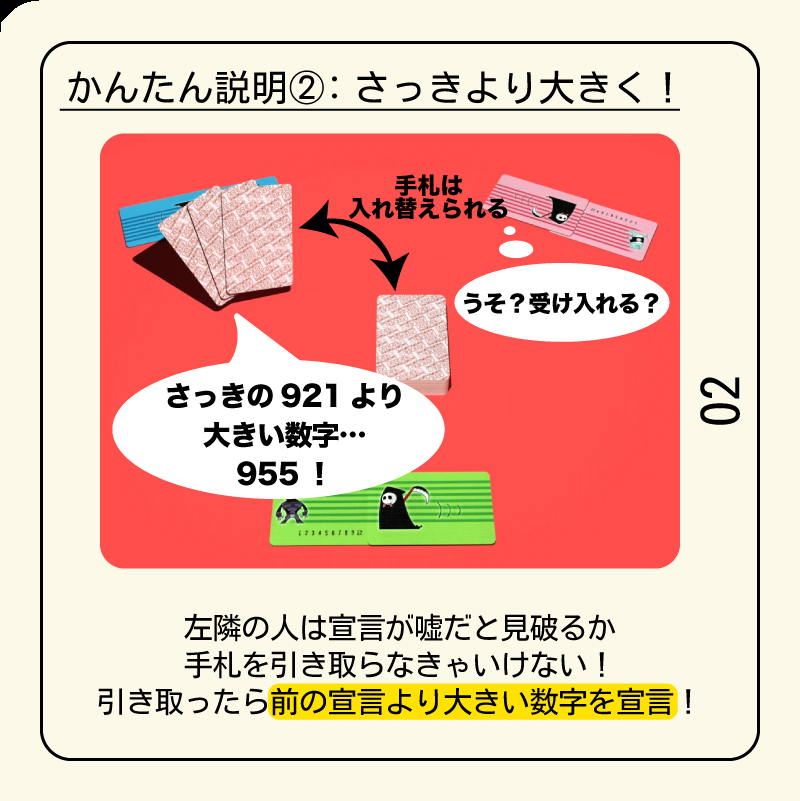 かんたん説明②：さっきより大きく！
手札は
入れ替えられる
うそ？受け入れる？
さっきの921より
大きい数字…
955！
02
1 2 3 4 5 6 7 8 9 10
左隣の人は宣言が嘘だと見破るか
手札を引き取らなきゃいけない！
引き取ったら前の宣言より大きい数字を宣言！